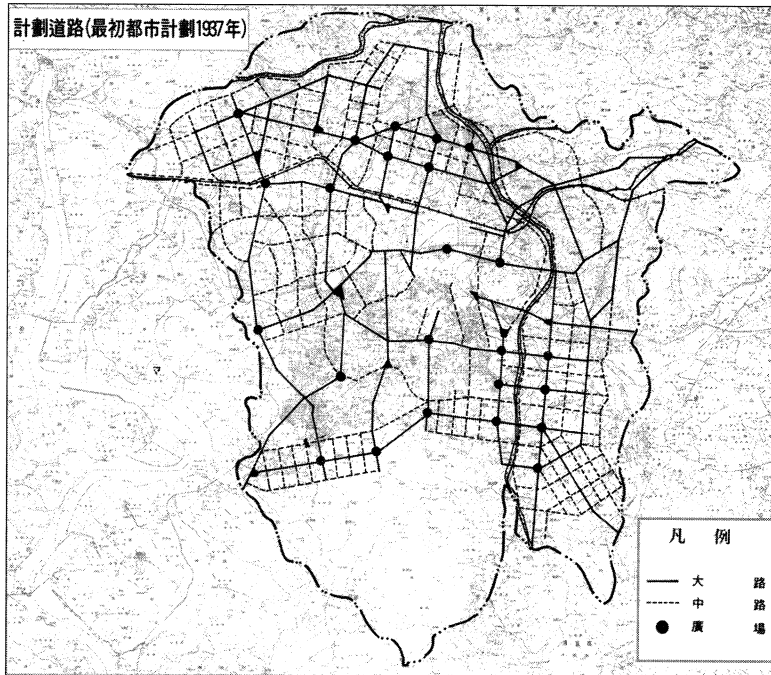 計劃道路(最初都市計劃1937年)
凡 例
大 路
中 路
廣 場